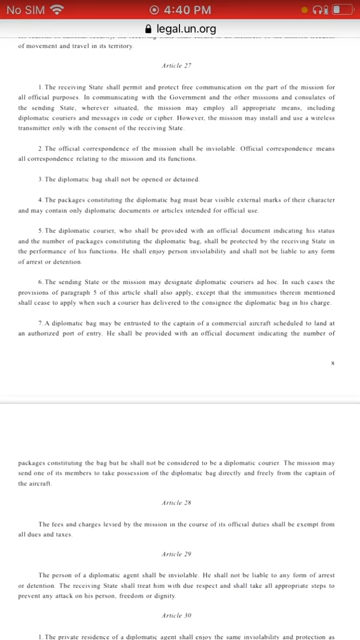 No SIM 4:40 PM
legal.un.org
of movement and travel in its territory.
Article 27
1. The receiving State shall permit and protect free communication on the part of the mission for
all official purposes. In communicating with the Government and the other missions and consulates of
the sending State, wherever situated, the mission may employ all appropriate means, including
diplomatic couriers and messages in code or cipher. However, the mission may install and use a wireless
transmitter only with the consent of the receiving State.
2. The official correspondence of the mission shall be inviolable. Official correspondence means
all correspondence relating to the mission and its functions.
3. The diplomatic bag shall not be opened or detained.
4. The packages constituting the diplomatic bag must bear visible external marks of their character
and may contain only diplomatic documents or articles intended for official use.
5. The diplomatic courier, who shall be provided with an official document indicating his status
and the number of packages constituting the diplomatic bag, shall be protected by the receiving State in
the performance of his functions. He shall enjoy person inviolability and shall not be liable to any form
of arrest or detention.
6. The sending State or the mission may designate diplomatic couriers ad hoc. In such cases the
provisions of paragraph 5 of this article shall also apply, except that the immunities therein mentioned
shall cease to apply when such a courier has delivered to the consignee the diplomatic bag in his charge.
7. A diplomatic bag may be entrusted to the captain of a commercial aircraft scheduled to land at
an authorized port of entry. He shall be provided with an official document indicating the number of
8
packages constituting the bag but he shall not be considered to be a diplomatic courier. The mission may
send one of its members to take possession of the diplomatic bag directly and freely from the captain of
the aircraft.
Article 28
The fees and charges levied by the mission in the course of its official duties shall be exempt from
all dues and taxes.
Article 29
The person of a diplomatic agent shall be inviolable. He shall not be liable to any form of arrest
or detention. The receiving State shall treat him with due respect and shall take all appropriate steps to
prevent any attack on his person, freedom or dignity.
Article 30
1. The private residence of a diplomatic agent shall enjoy the same inviolability and protection as